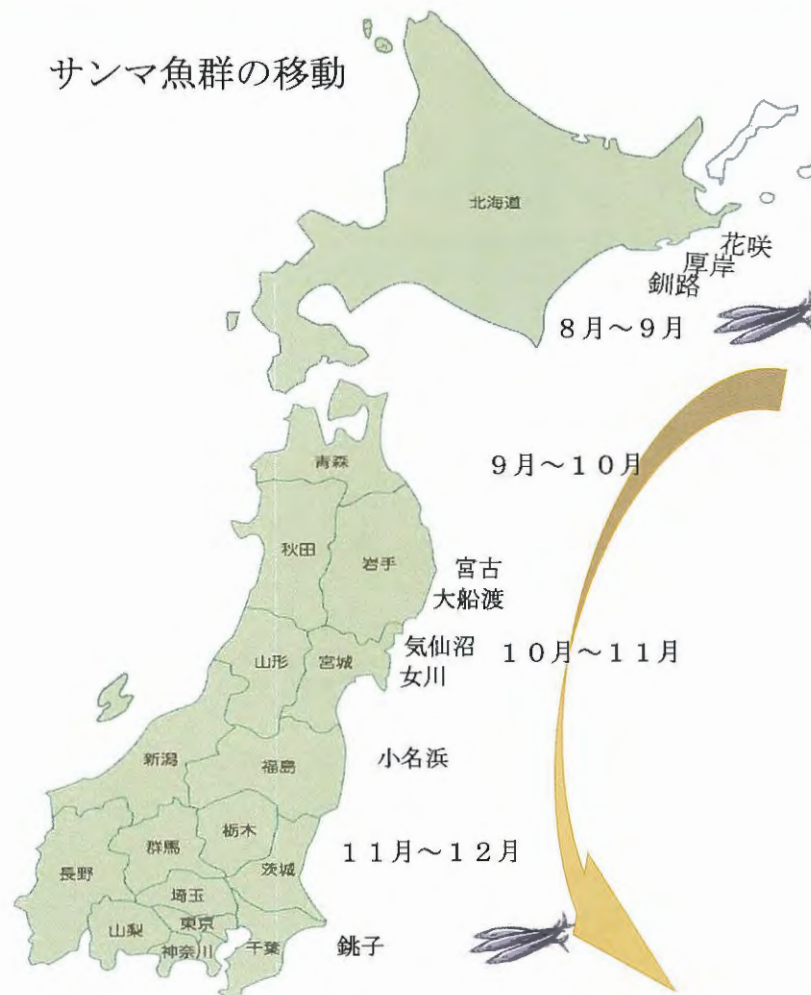 サンマ魚群の移動
北海道
花咲
厚岸
釧路
８月～９月
青森
９月～１０月
秋田
岩手
宮古
大船渡
山形
宮城
気仙沼
女川
１０月～１１月
新潟
福島
小名浜
栃木
群馬
長野
茨城
１１月～１２月
埼玉
山梨
東京
神奈川
千葉
銚子